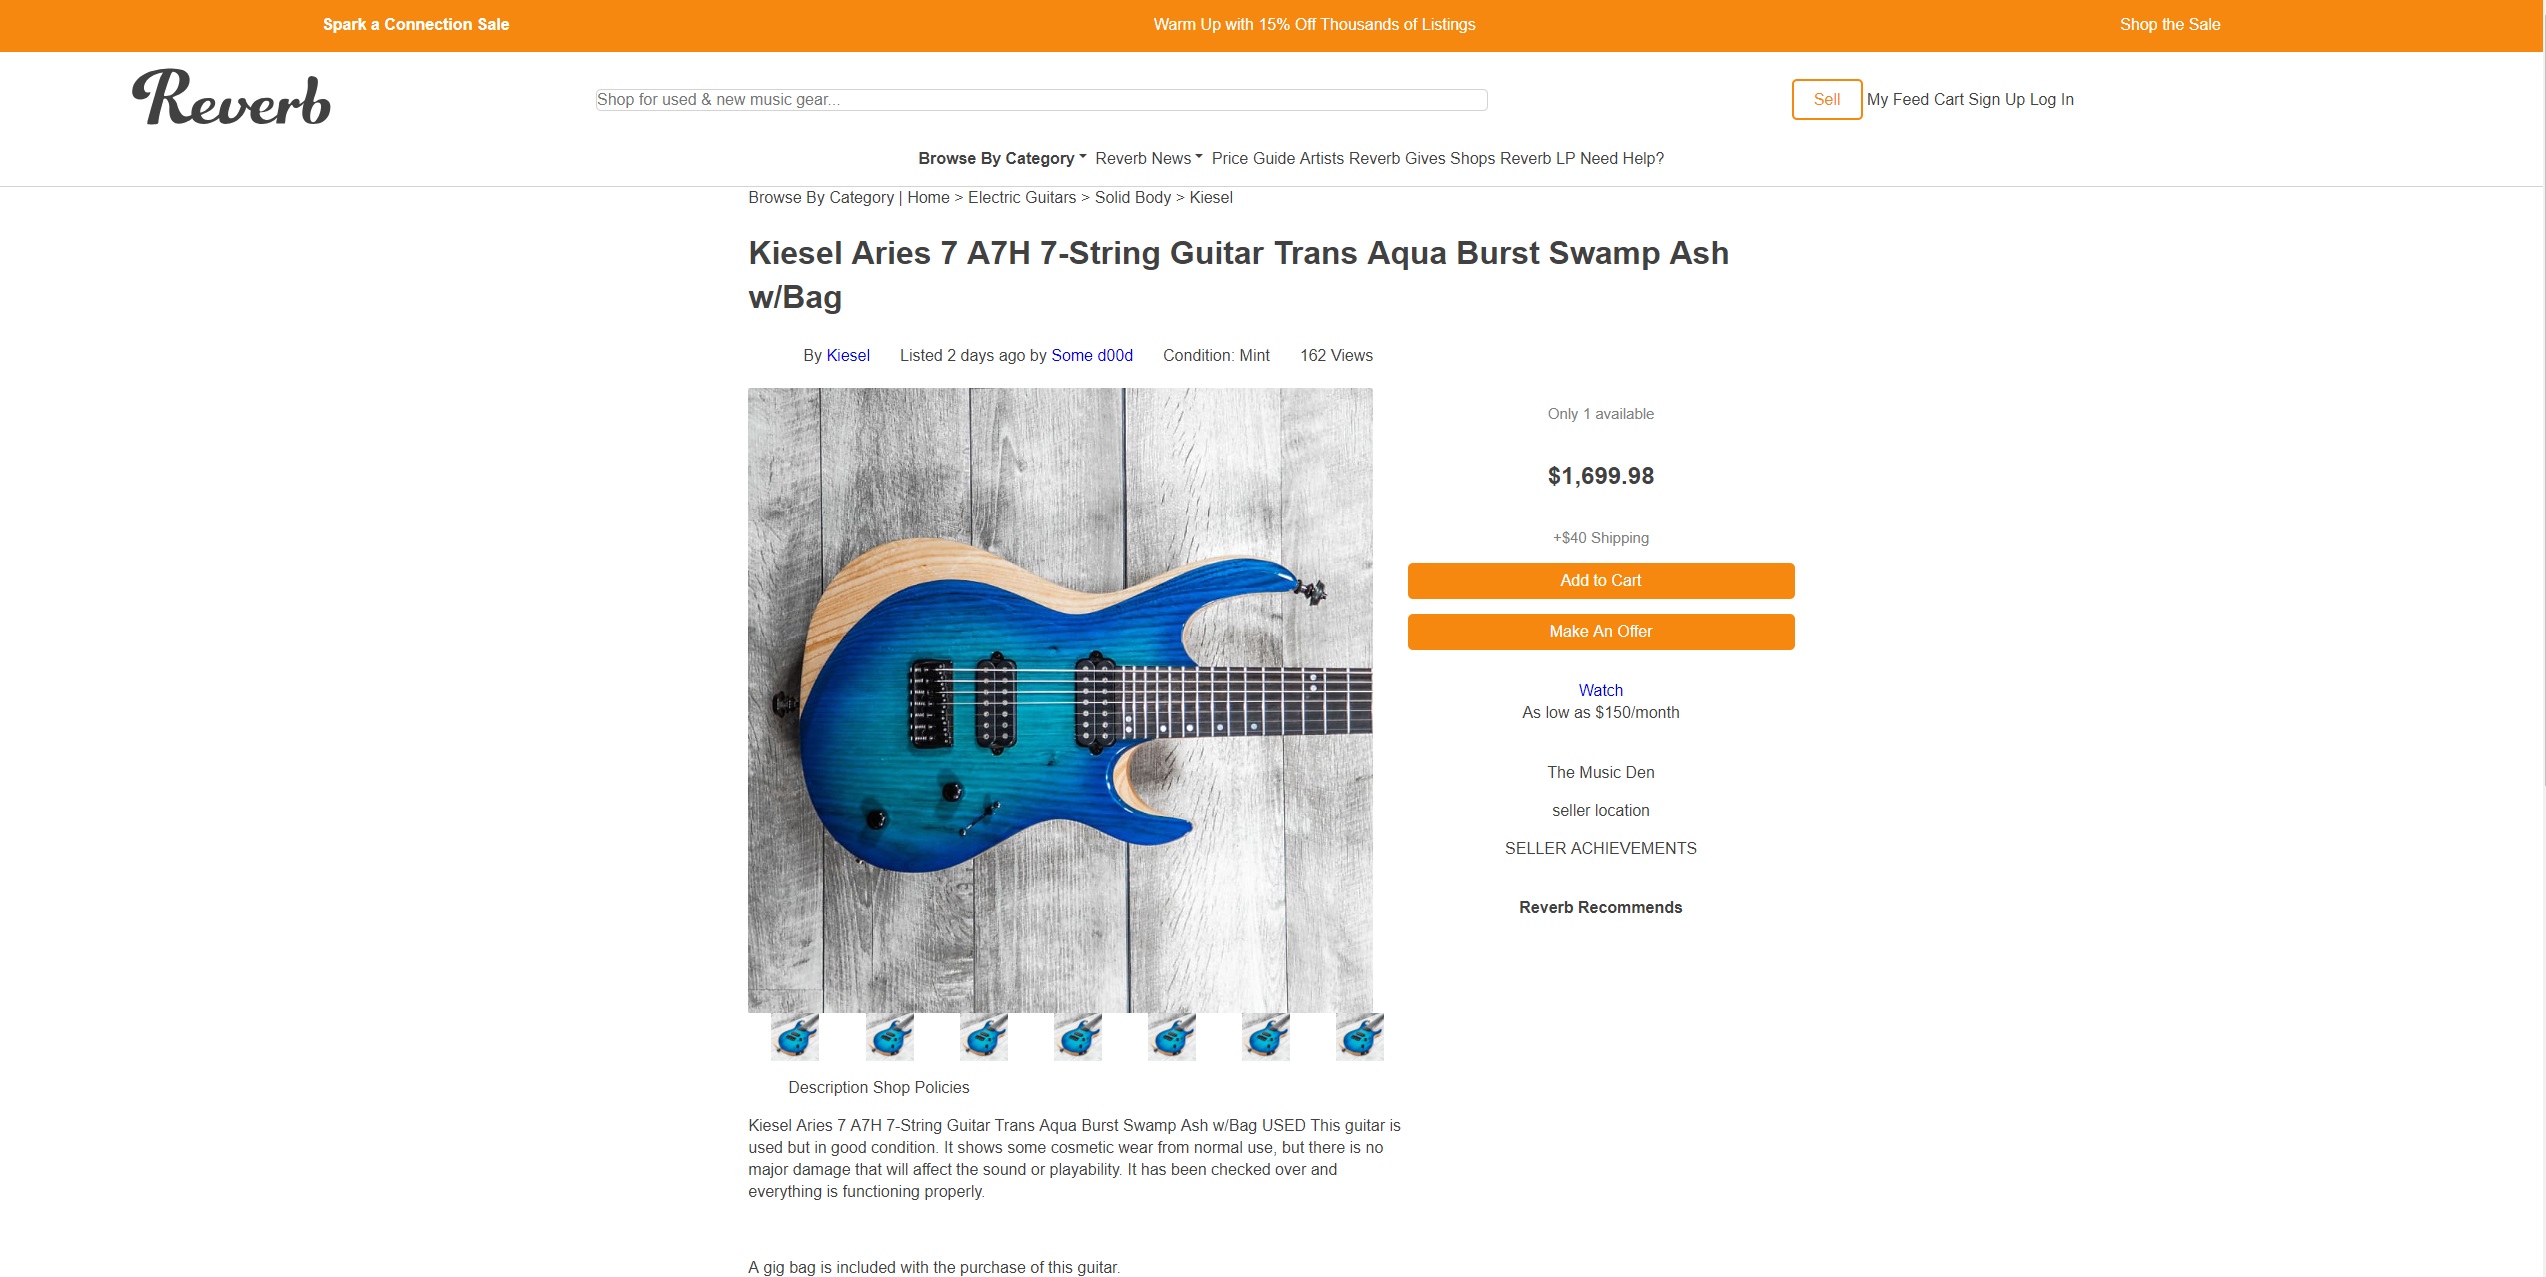 Spark a Connection Sale
Warm Up with 15% Off Thousands of Listings
Shop the Sale
Reverb
Shop for used & new music gear...
Sell
My Feed Cart Sign Up Log In
Browse By Category Reverb News Price Guide Artists Reverb Gives Shops Reverb LP Need Help?
Browse By Category | Home > Electric Guitars > Solid Body > Kiesel
Kiesel Aries 7 A7H 7-String Guitar Trans Aqua Burst Swamp Ash
w/Bag
By Kiesel
Listed 2 days ago by Some d00d
Condition: Mint
162 Views
Only 1 available
$1,699.98
+$40 Shipping
Add to Cart
Make An Offer
Watch
As low as $150/month
The Music Den
seller location
SELLER ACHIEVEMENTS
Reverb Recommends
Description Shop Policies
Kiesel Aries 7 A7H 7-String Guitar Trans Aqua Burst Swamp Ash w/Bag USED This guitar is
used but in good condition. It shows some cosmetic wear from normal use, but there is no
major damage that will affect the sound or playability. It has been checked over and
everything is functioning properly.
A gig bag is included with the purchase of this guitar.